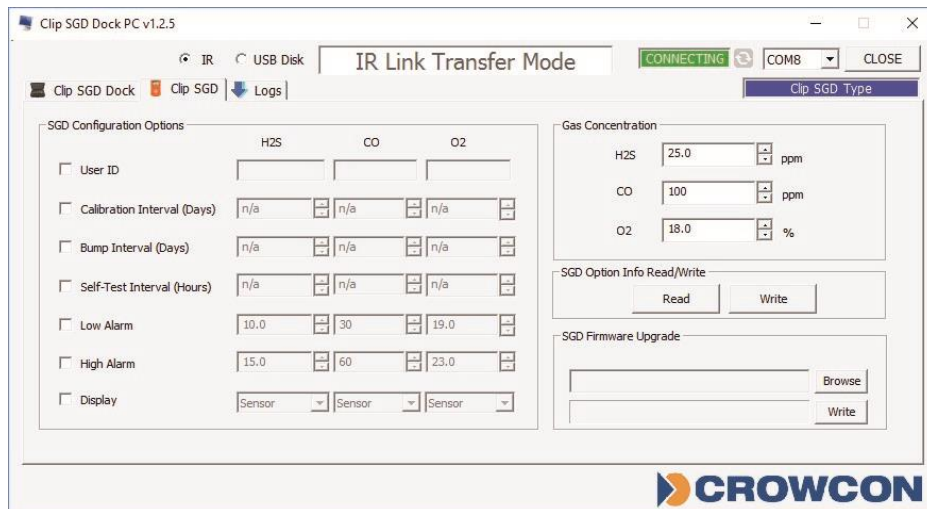 Clip SGD Dock PC v1.2.5
IR USB Disk IR Link Transfer Mode CONNECTING COM8 CLOSE
Clip SGD Dock Clip SGD Logs Clip SGD Type
SGD Configuration Options
H2S CO O2
User ID
Calibration Interval (Days) n/a n/a n/a
Bump Interval (Days) n/a n/a n/a
Self-Test Interval (Hours) n/a n/a n/a
Low Alarm 10.0 30 19.0
High Alarm 15.0 60 23.0
Display Sensor Sensor Sensor
Gas Concentration
H2S 25.0 ppm
CO 100 ppm
O2 18.0 %
SGD Option Info Read/Write
Read Write
SGD Firmware Upgrade
Browse
Write
CROWCON